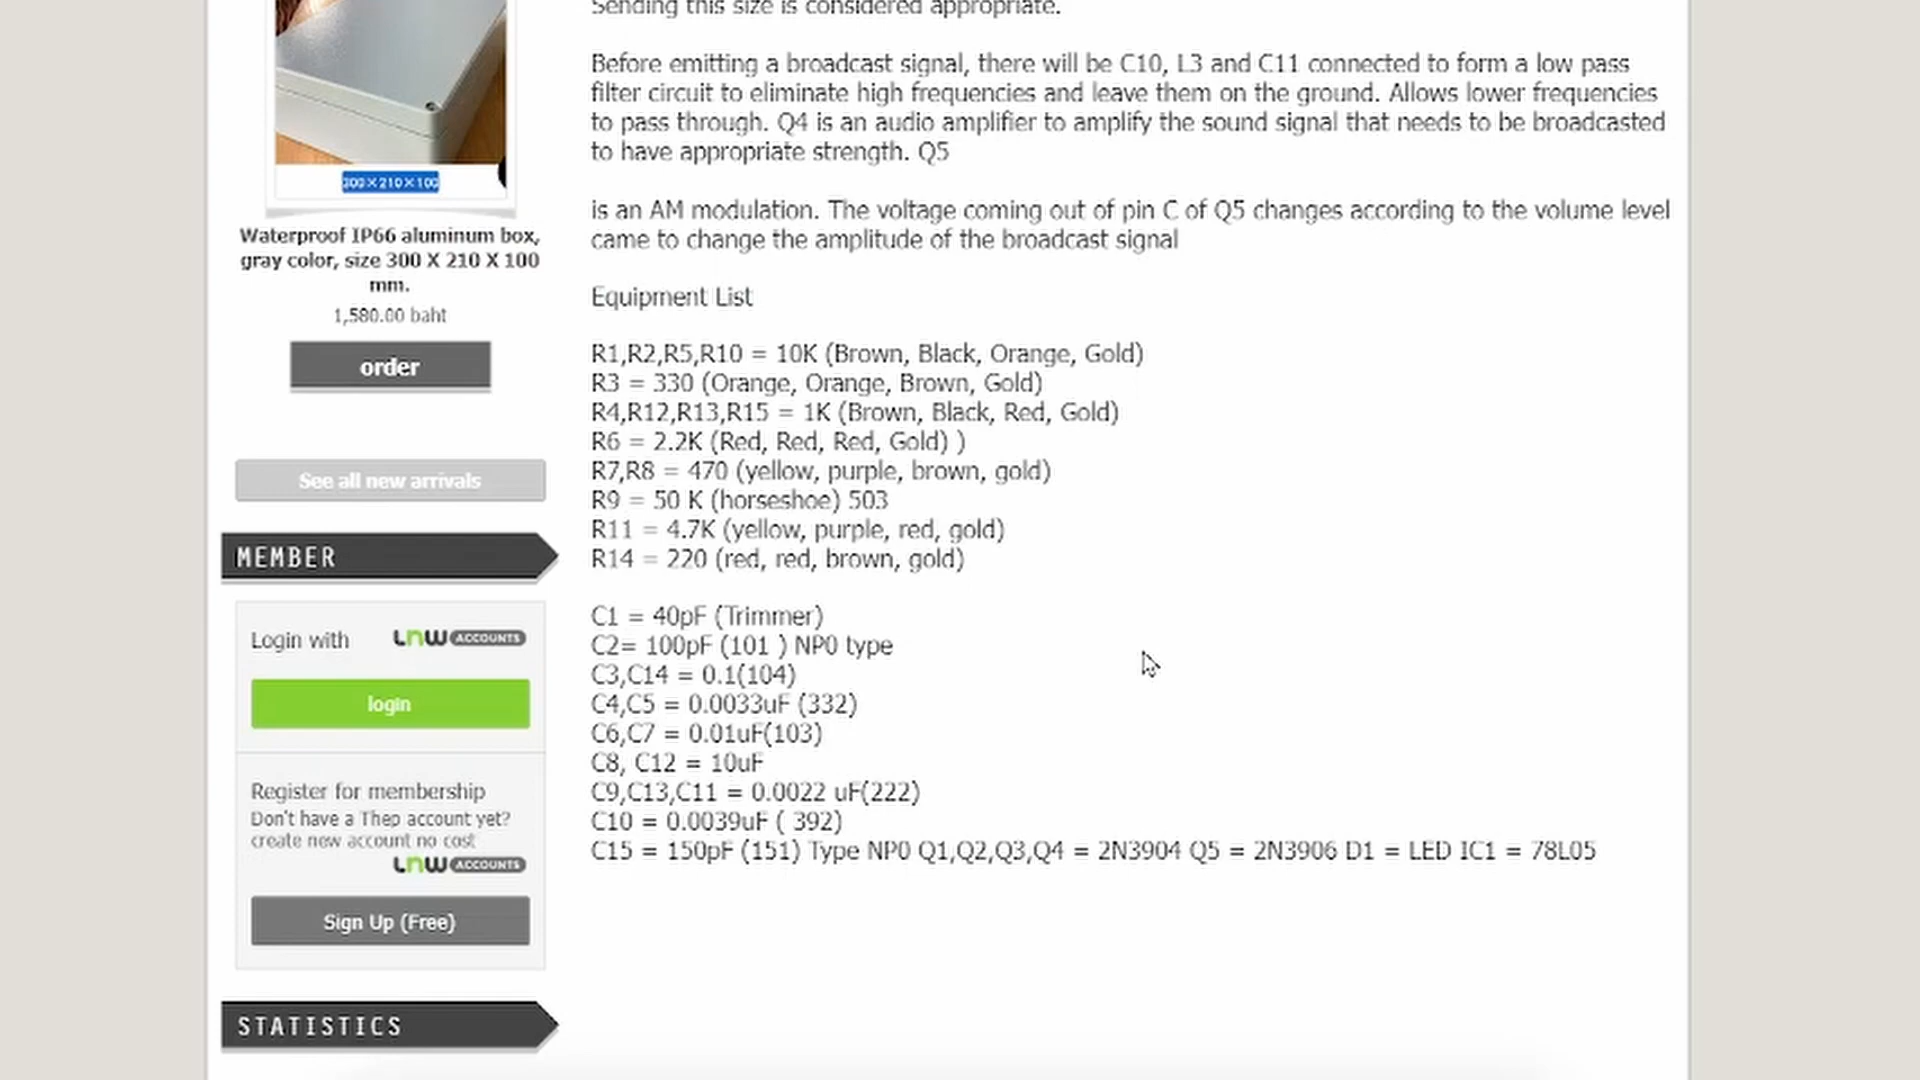 300×210×100
Waterproof IP66 aluminum box,
gray color, size 300 X 210 X 100
mm.
1,580.00 baht
order
See all new arrivals
MEMBER
Login with LnW ACCOUNTS
login
Register for membership
Don't have a Thep account yet?
create new account no cost
LnW ACCOUNTS
Sign Up (Free)
STATISTICS
Sending this size is considered appropriate.
Before emitting a broadcast signal, there will be C10, L3 and C11 connected to form a low pass
filter circuit to eliminate high frequencies and leave them on the ground. Allows lower frequencies
to pass through. Q4 is an audio amplifier to amplify the sound signal that needs to be broadcasted
to have appropriate strength. Q5
is an AM modulation. The voltage coming out of pin C of Q5 changes according to the volume level
came to change the amplitude of the broadcast signal
Equipment List
R1,R2,R5,R10 = 10K (Brown, Black, Orange, Gold)
R3 = 330 (Orange, Orange, Brown, Gold)
R4,R12,R13,R15 = 1K (Brown, Black, Red, Gold)
R6 = 2.2K (Red, Red, Red, Gold) )
R7,R8 = 470 (yellow, purple, brown, gold)
R9 = 50 K (horseshoe) 503
R11 = 4.7K (yellow, purple, red, gold)
R14 = 220 (red, red, brown, gold)
C1 = 40pF (Trimmer)
C2= 100pF (101 ) NP0 type
C3,C14 = 0.1(104)
C4,C5 = 0.0033uF (332)
C6,C7 = 0.01uF(103)
C8, C12 = 10uF
C9,C13,C11 = 0.0022 uF(222)
C10 = 0.0039uF ( 392)
C15 = 150pF (151) Type NP0 Q1,Q2,Q3,Q4 = 2N3904 Q5 = 2N3906 D1 = LED IC1 = 78L05